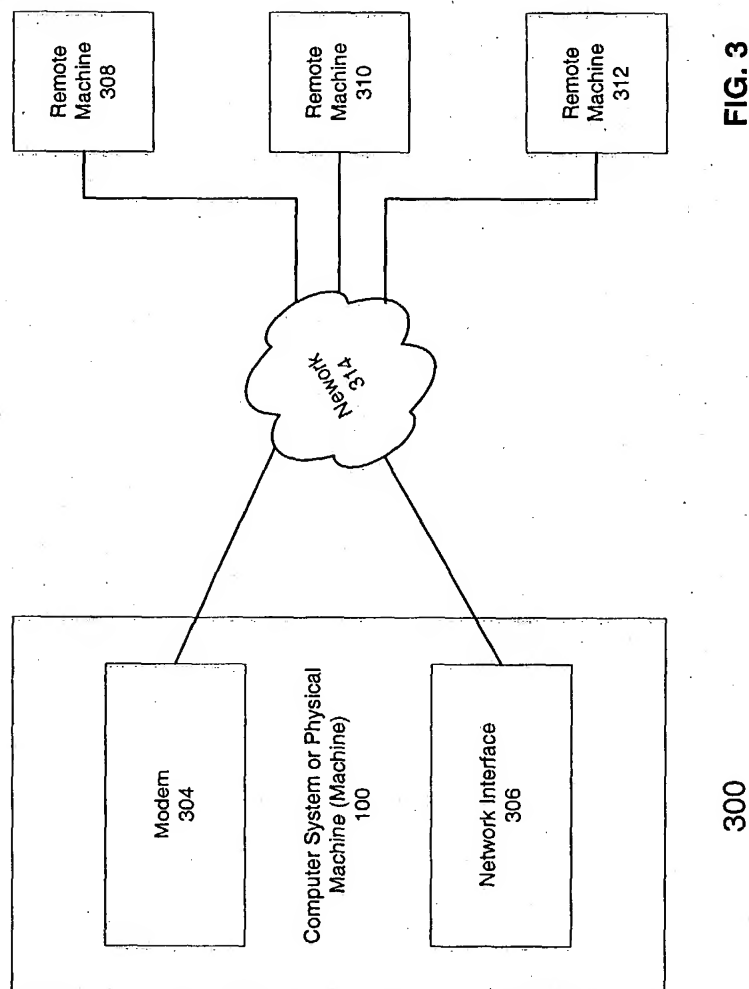 Modem
304
Computer System or Physical
Machine (Machine)
100
Network Interface
306
Nework
314
Remote
Machine
308
Remote
Machine
310
Remote
Machine
312
300
FIG. 3